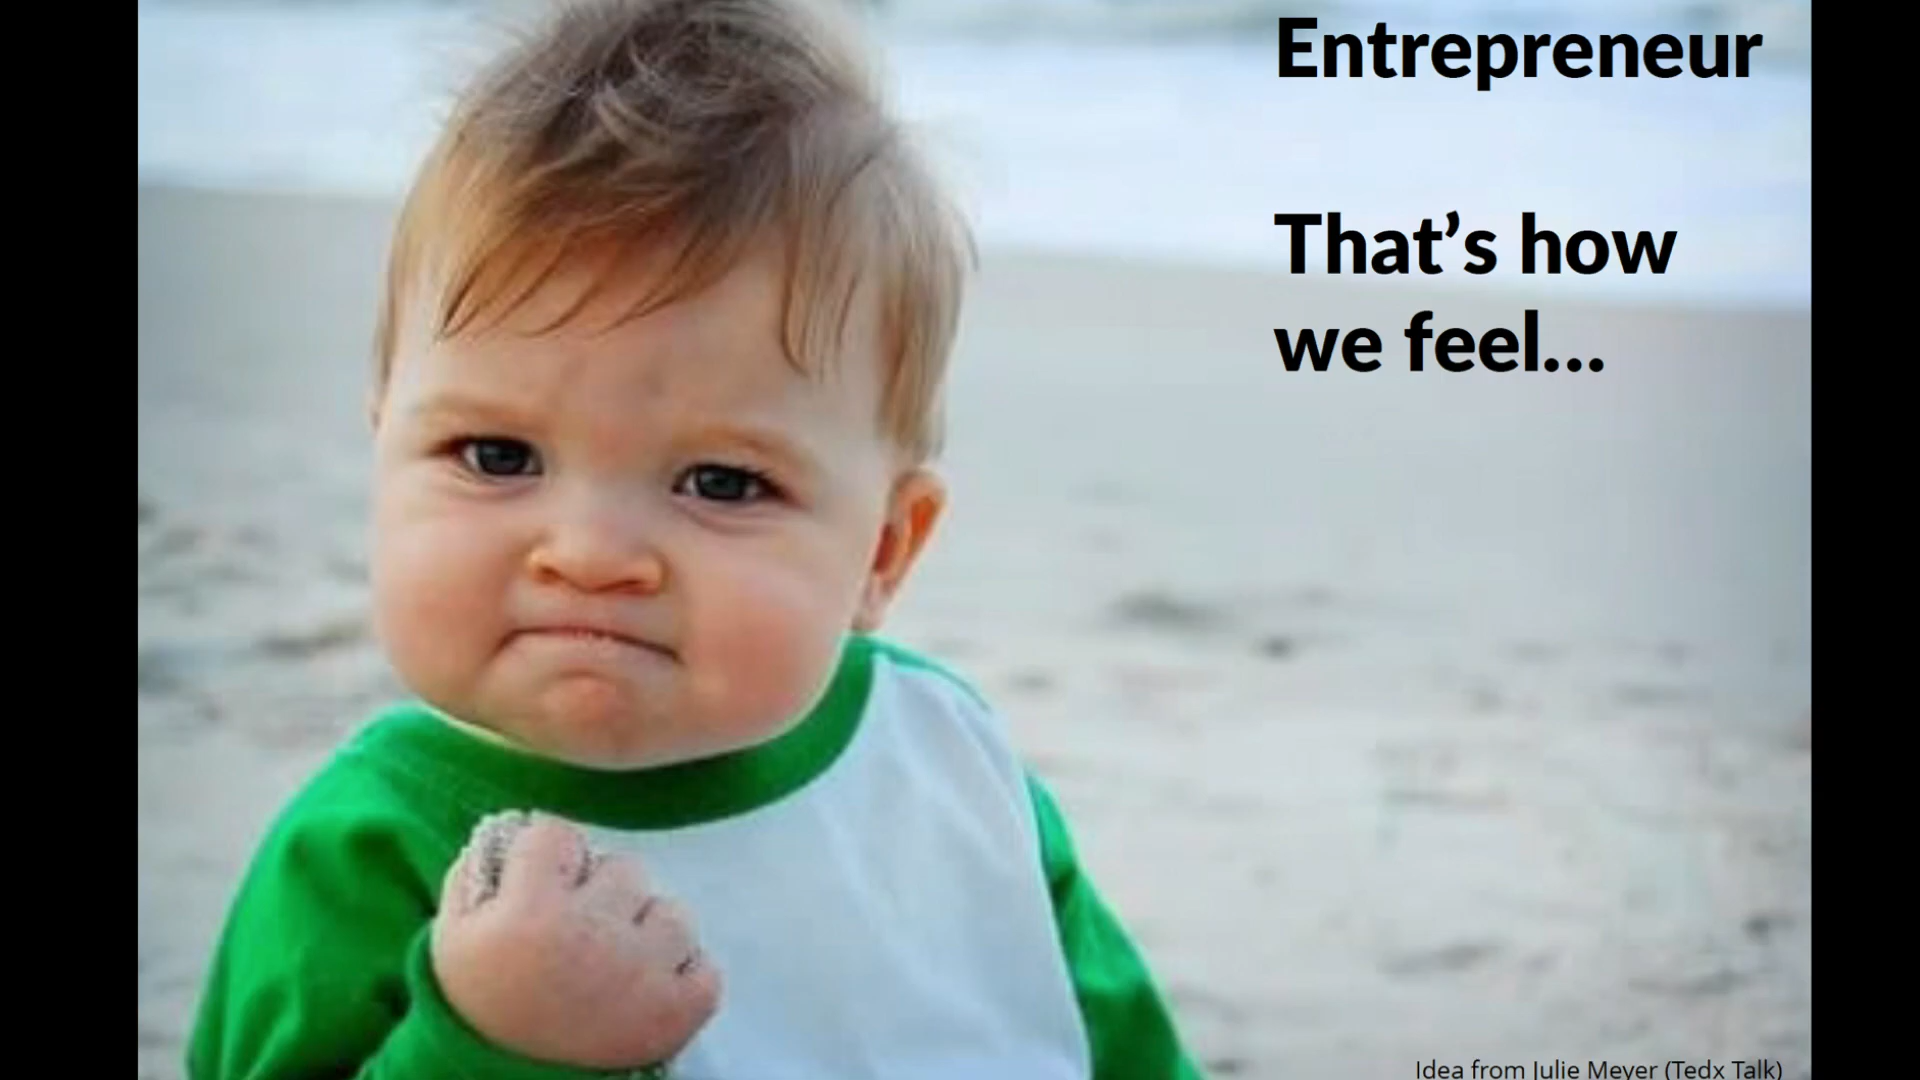 Entrepreneur
That’s how
we feel...
Idea from Julie Meyer (Tedx Talk)